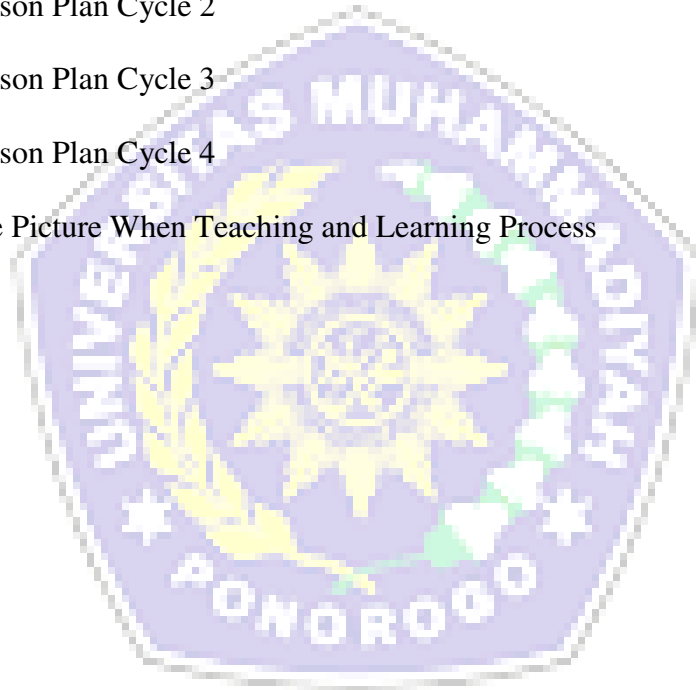 son Plan Cycle 2
son Plan Cycle 3
son Plan Cycle 4
e Picture When Teaching and Learning Process
UNIVERSITAS MUHAMMADIYAH
PONOROGO